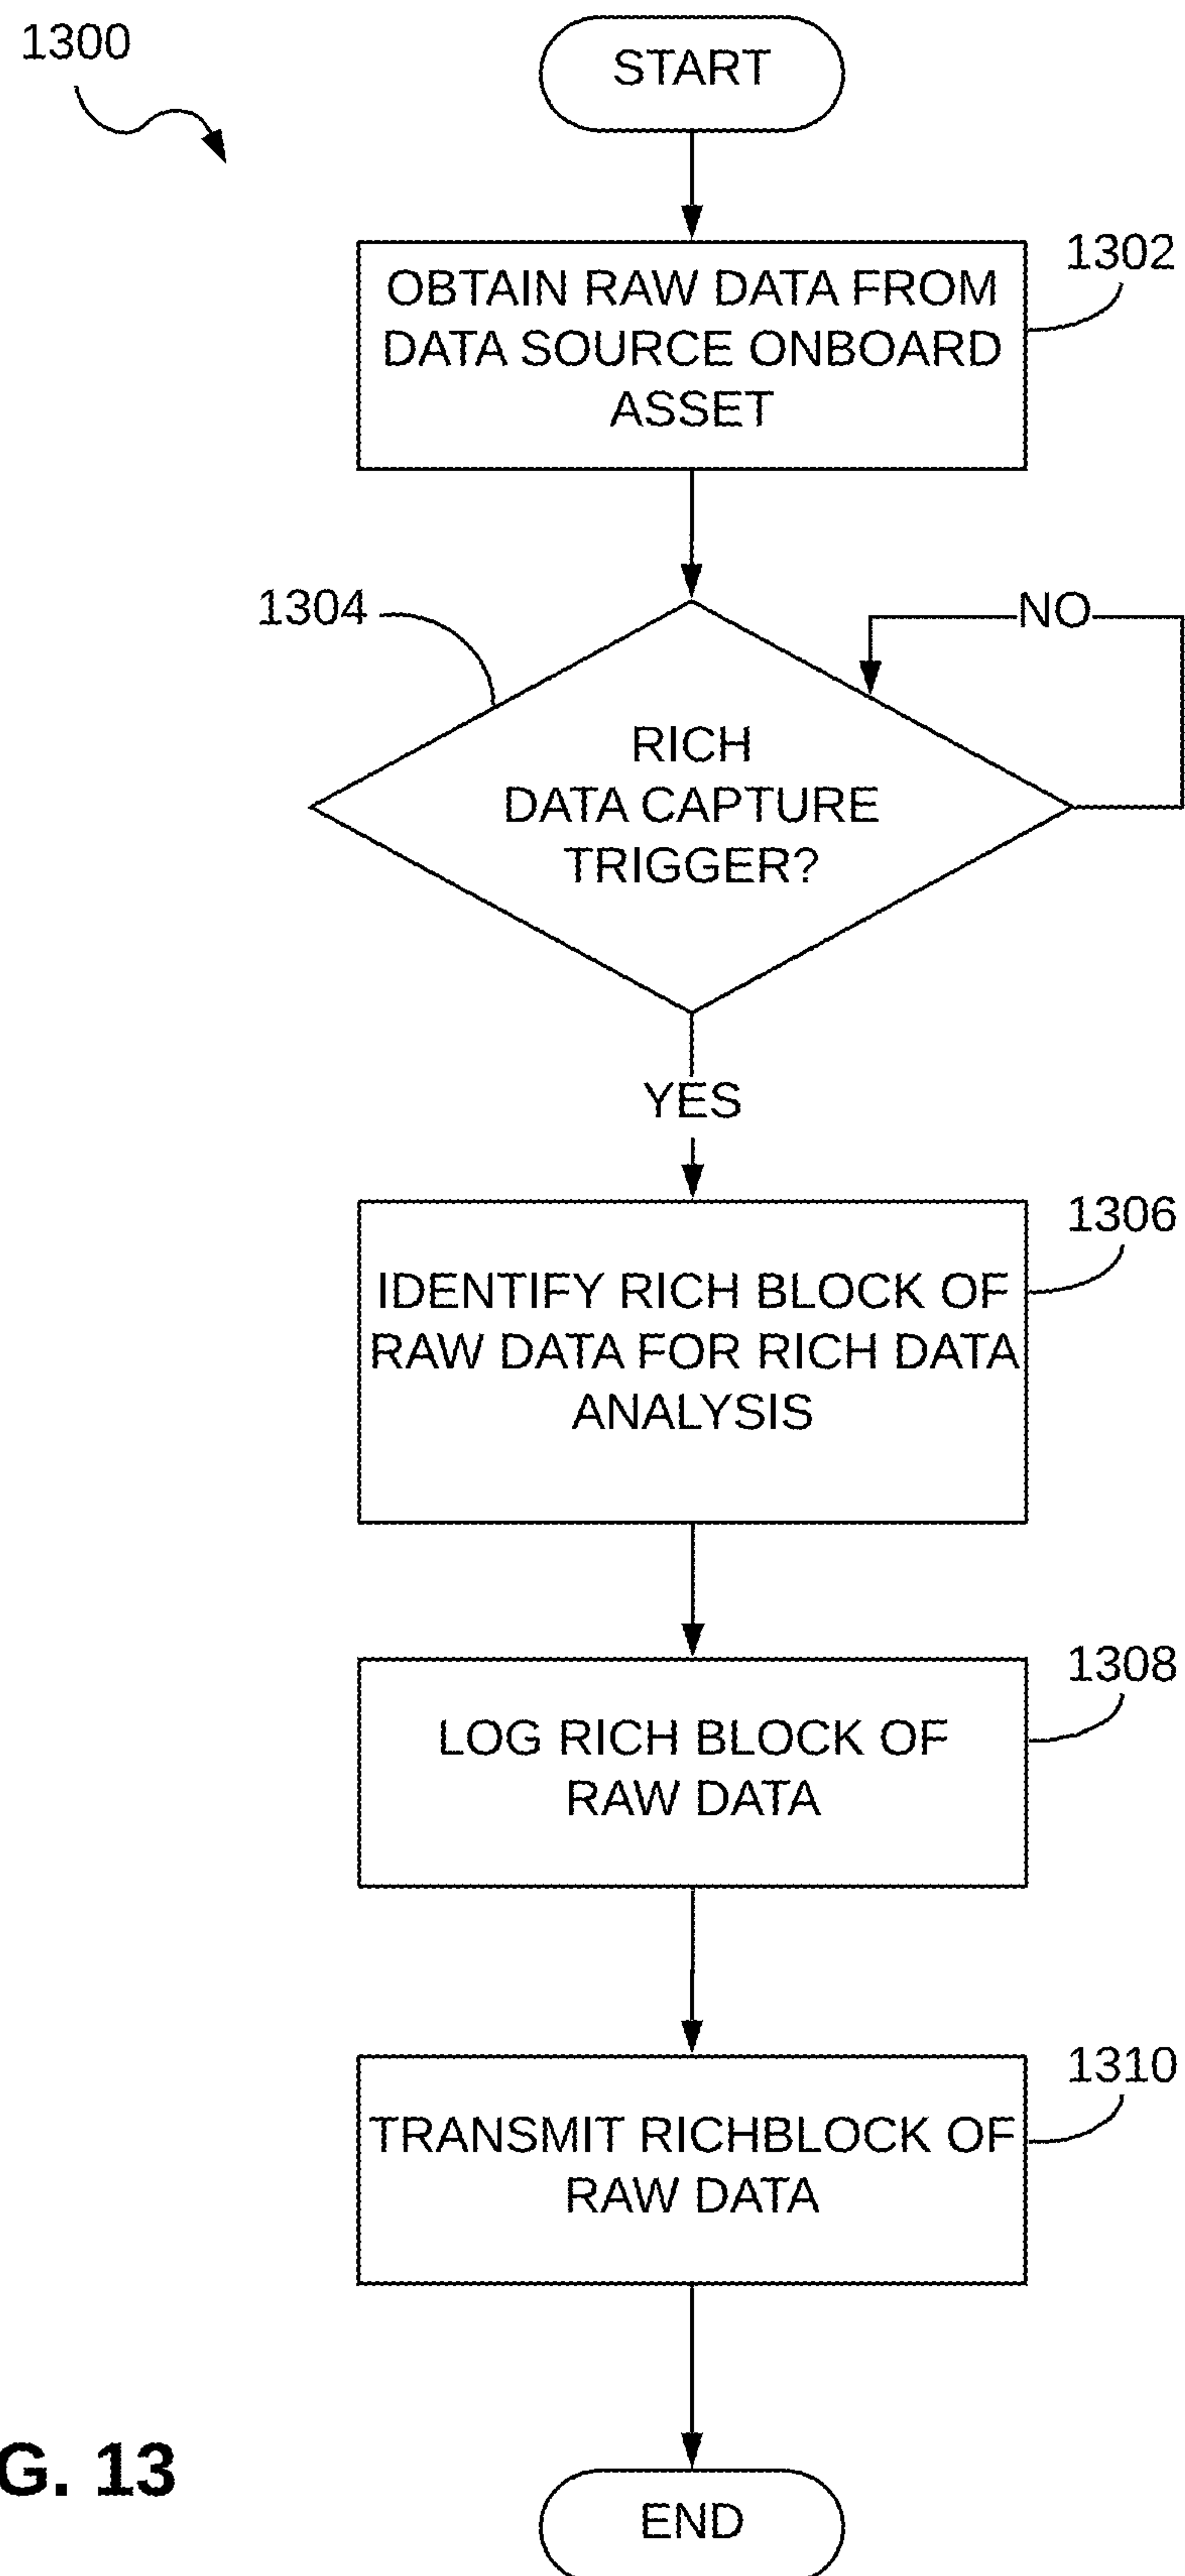 1300
START
1302
OBTAIN RAW DATA FROM
DATA SOURCE ONBOARD
ASSET
1304
NO
RICH
DATA CAPTURE
TRIGGER?
YES
1306
IDENTIFY RICH BLOCK OF
RAW DATA FOR RICH DATA
ANALYSIS
1308
LOG RICH BLOCK OF
RAW DATA
1310
TRANSMIT RICHBLOCK OF
RAW DATA
G. 13
END